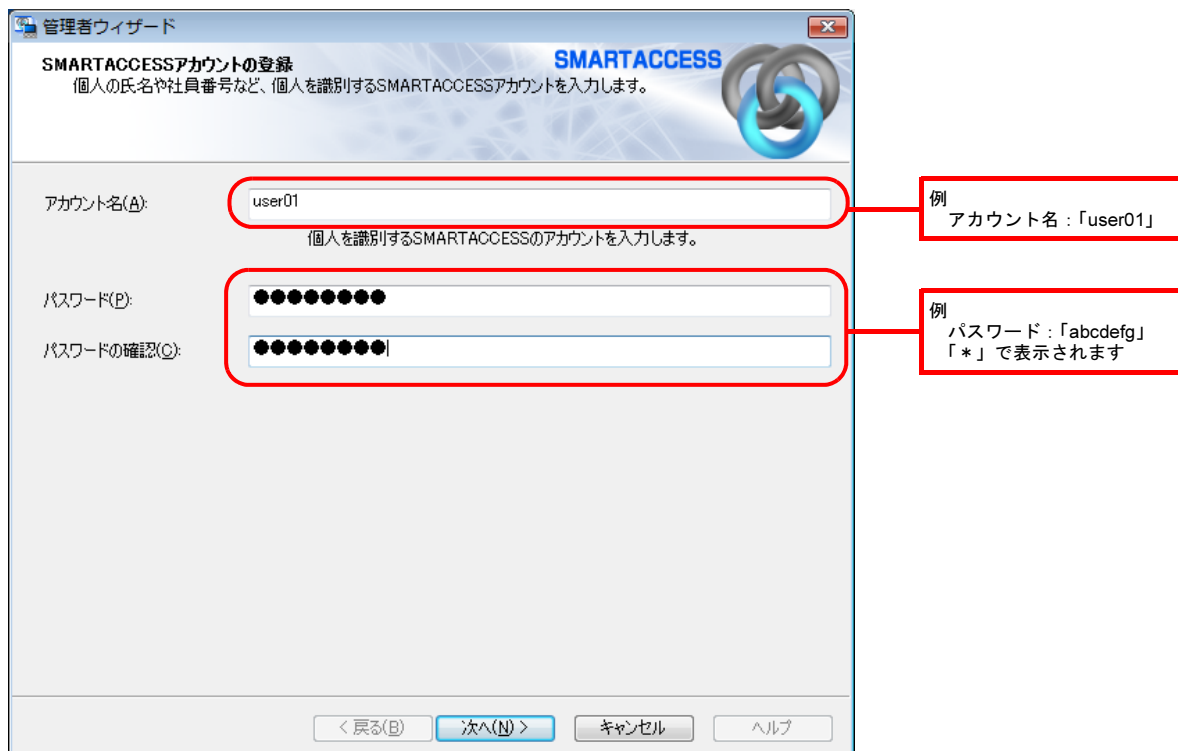 管理者ウィザード
SMARTACCESSアカウントの登録
SMARTACCESS
個人の氏名や社員番号など、個人を識別するSMARTACCESSアカウントを入力します。
アカウント名(A):
user01
個人を識別するSMARTACCESSのアカウントを入力します。
パスワード(P):
●●●●●●●●
パスワードの確認(C):
●●●●●●●●
例
アカウント名：「user01」
例
パスワード：「abcdefg」
「＊」で表示されます
< 戻る(B)
次へ(N) >
キャンセル
ヘルプ